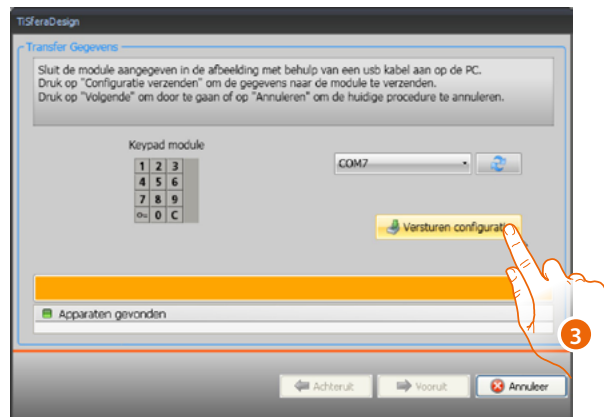 TiSferaDesign
Transfer Gegevens
Sluit de module aangegeven in de afbeelding met behulp van een usb kabel aan op de PC.
Druk op "Configuratie verzenden" om de gegevens naar de module te verzenden.
Druk op "Volgende" om door te gaan of op "Annuleren" om de huidige procedure te annuleren.
Keypad module
1 2 3
4 5 6
7 8 9
0 C
COM7
Versturen configurati
Apparaten gevonden
3
Achteruit
Vooruit
Annuleer